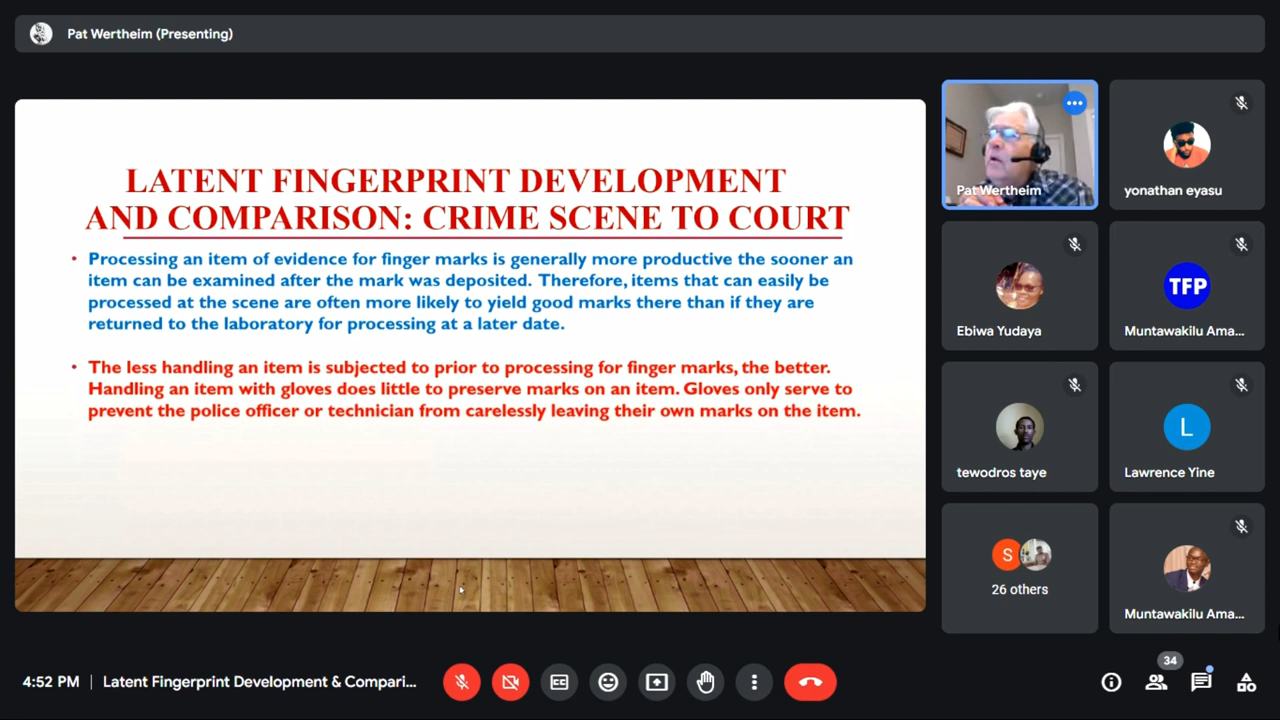 Pat Wertheim (Presenting)
LATENT FINGERPRINT DEVELOPMENT
AND COMPARISON: CRIME SCENE TO COURT
• Processing an item of evidence for finger marks is generally more productive the sooner an
item can be examined after the mark was deposited. Therefore, items that can easily be
processed at the scene are often more likely to yield good marks there than if they are
returned to the laboratory for processing at a later date.
• The less handling an item is subjected to prior to processing for finger marks, the better.
Handling an item with gloves does little to preserve marks on an item. Gloves only serve to
prevent the police officer or technician from carelessly leaving their own marks on the item.
Pat Wertheim
yonathan eyasu
Ebiwa Yudaya
TFP
Muntawakilu Ama...
tewodros taye
L
Lawrence Yine
S
26 others
Muntawakilu Ama...
4:52 PM | Latent Fingerprint Development & Compari...
CC
34